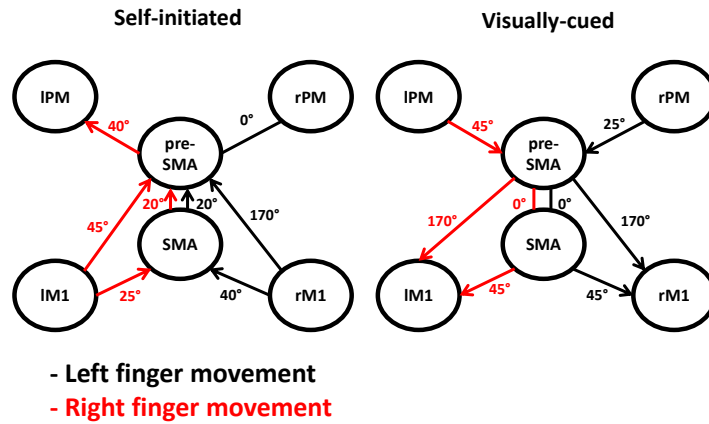 Self-initiated
Visually-cued
lPM
rPM
lPM
rPM
40°
0°
45°
25°
pre-
SMA
pre-
SMA
20°
20°
0°
0°
45°
170°
170°
170°
SMA
SMA
lM1
25°
40°
rM1
lM1
45°
45°
rM1
- Left finger movement
- Right finger movement